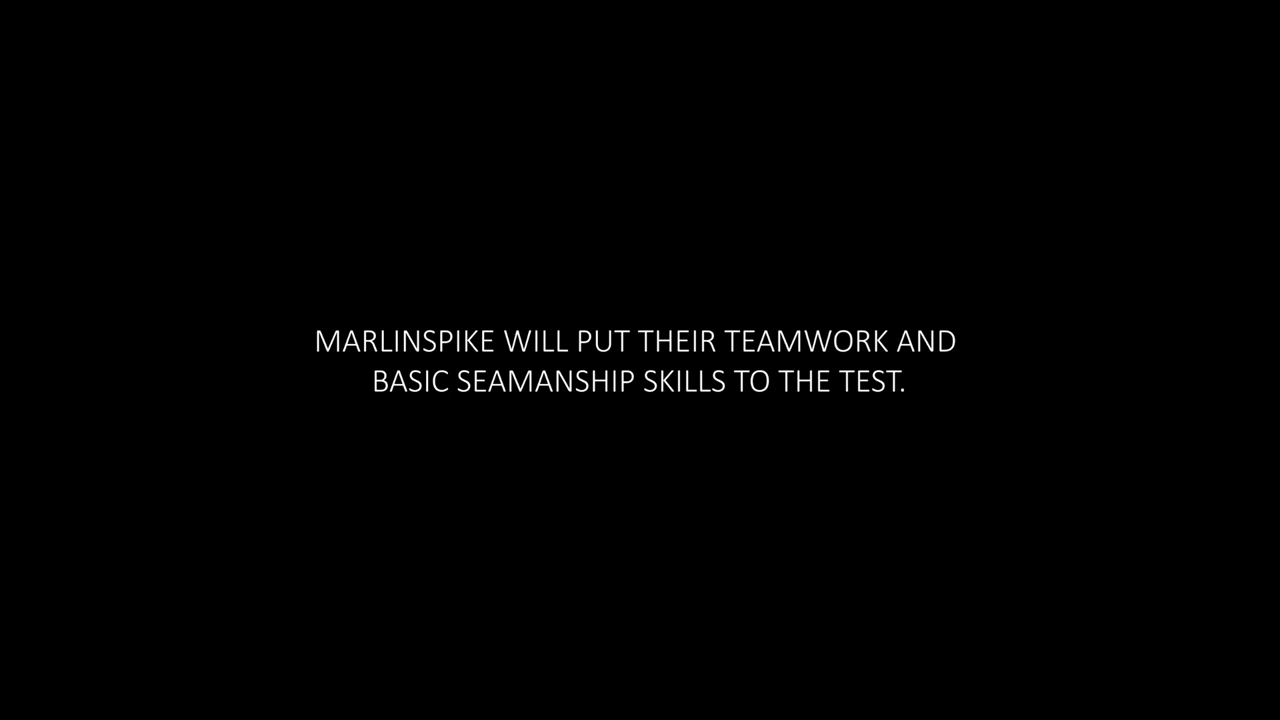 MARLINSPIKE WILL PUT THEIR TEAMWORK AND
BASIC SEAMANSHIP SKILLS TO THE TEST.